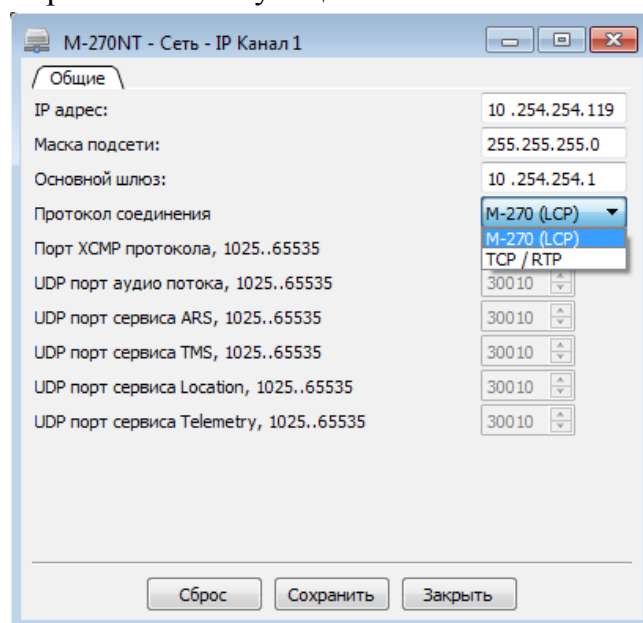 M-270NT - Сеть - IP Канал 1
Общие
IP адрес: 10 .254.254.119
Маска подсети: 255.255.255.0
Основной шлюз: 10 .254.254.1
Протокол соединения M-270 (LCP)
M-270 (LCP)
Порт XCMP протокола, 1025..65535
TCP / RTP
UDP порт аудио потока, 1025..65535 30010
UDP порт сервиса ARS, 1025..65535 30010
UDP порт сервиса TMS, 1025..65535 30010
UDP порт сервиса Location, 1025..65535 30010
UDP порт сервиса Telemetry, 1025..65535 30010
Сброс Сохранить Закрыть